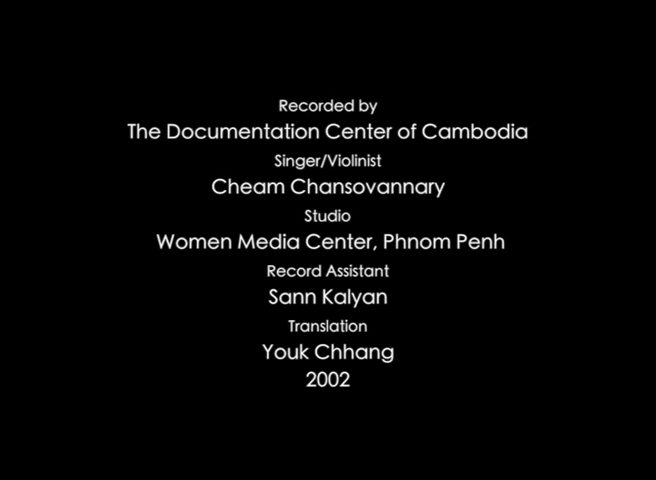 Recorded by
The Documentation Center of Cambodia
Singer/Violinist
Cheam Chansovannary
Studio
Women Media Center, Phnom Penh
Record Assistant
Sann Kalyan
Translation
Youk Chhang
2002